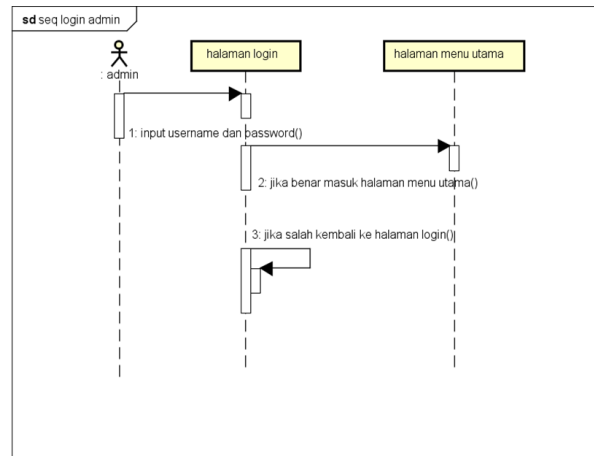 sd seq login admin
: admin
halaman login
halaman menu utama
1: input username dan password()
2: jika benar masuk halaman menu utama()
3: jika salah kembali ke halaman login()